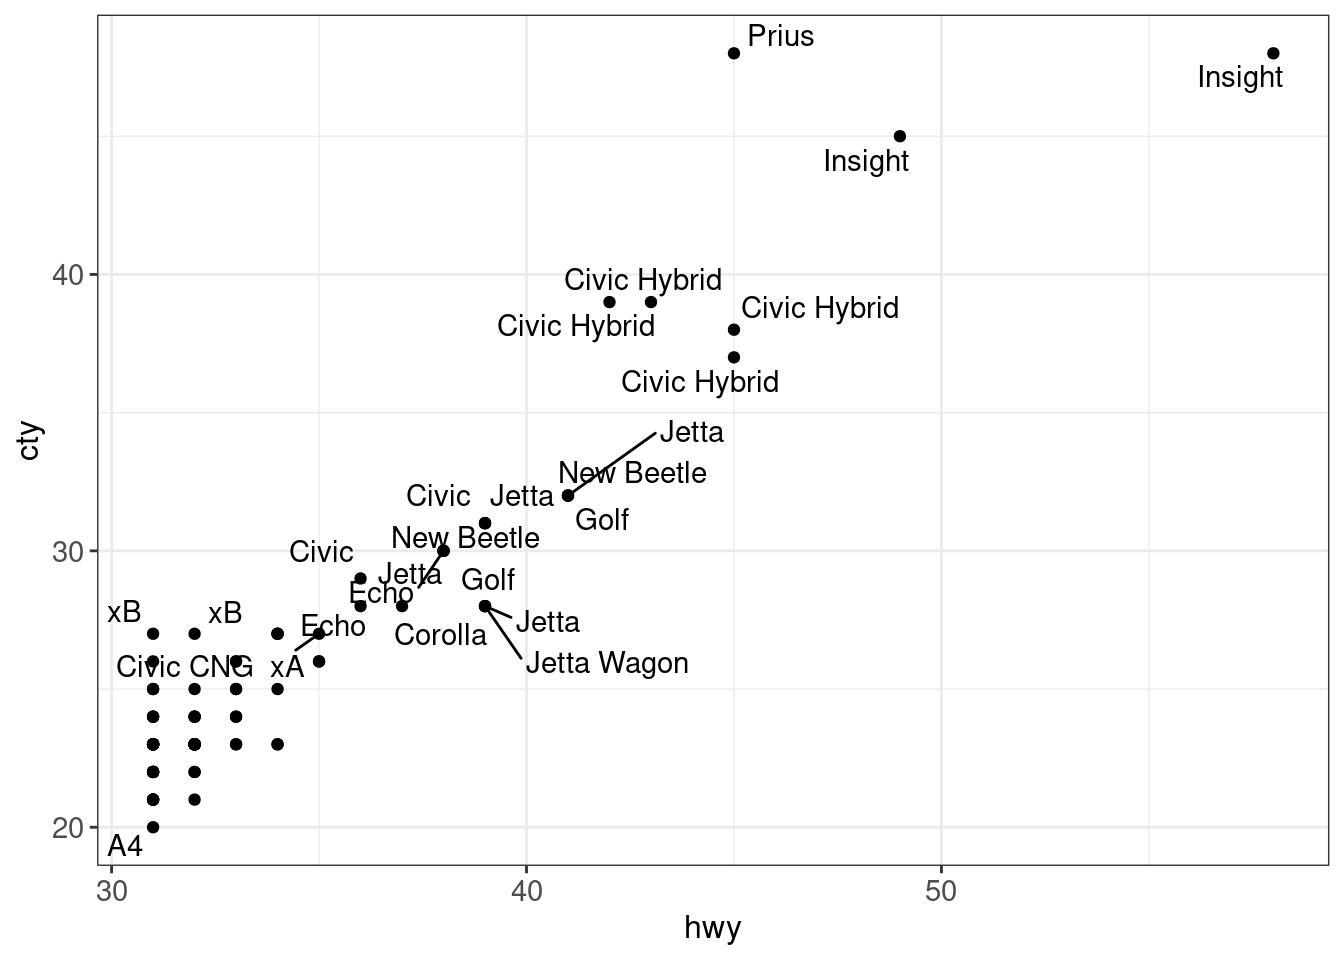 Prius
Insight
Insight
40
Civic Hybrid
Civic Hybrid
Civic Hybrid
Civic Hybrid
Jetta
New Beetle
Civic
Jetta
Golf
New Beetle
30
Civic
Jetta
Golf
Echo
xB
xB
Echo
Jetta
Corolla
Civic CNG
xA
Jetta Wagon
20
A4
30
40
50
hwy
cty